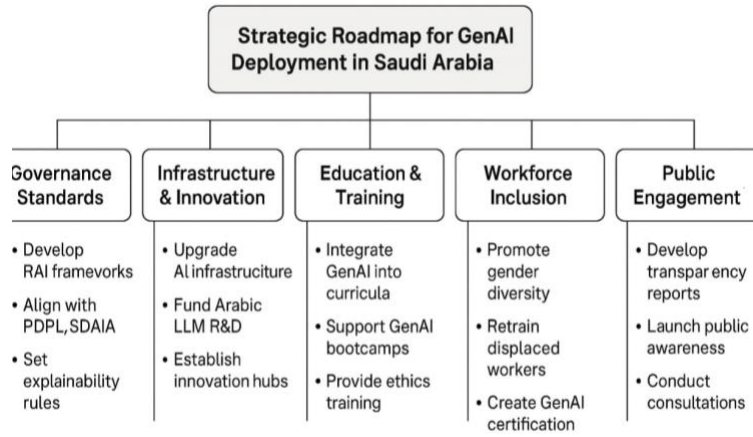 Strategic Roadmap for GenAI
Deployment in Saudi Arabia
Governance
Standards
• Develop
RAI framevorks
• Align with
PDPL, SDAIA
• Set
explainability
rules
Infrastructure
& Innovation
• Upgrade
AI infrastruciture
• Fund Arabic
LLM R&D
• Establish
innovation hubs
Education &
Training
• Integrate
GenAI into
curricula
• Support GenAI
bootcamps
• Provide ethics
training
Workforce
Inclusion
• Promote
gender
diversity
• Retrain
displaced
workers
• Create GenAI
certification
Public
Engagement
• Develop
transpar ency
reports
• Launch public
awareness
• Conduct
consultations